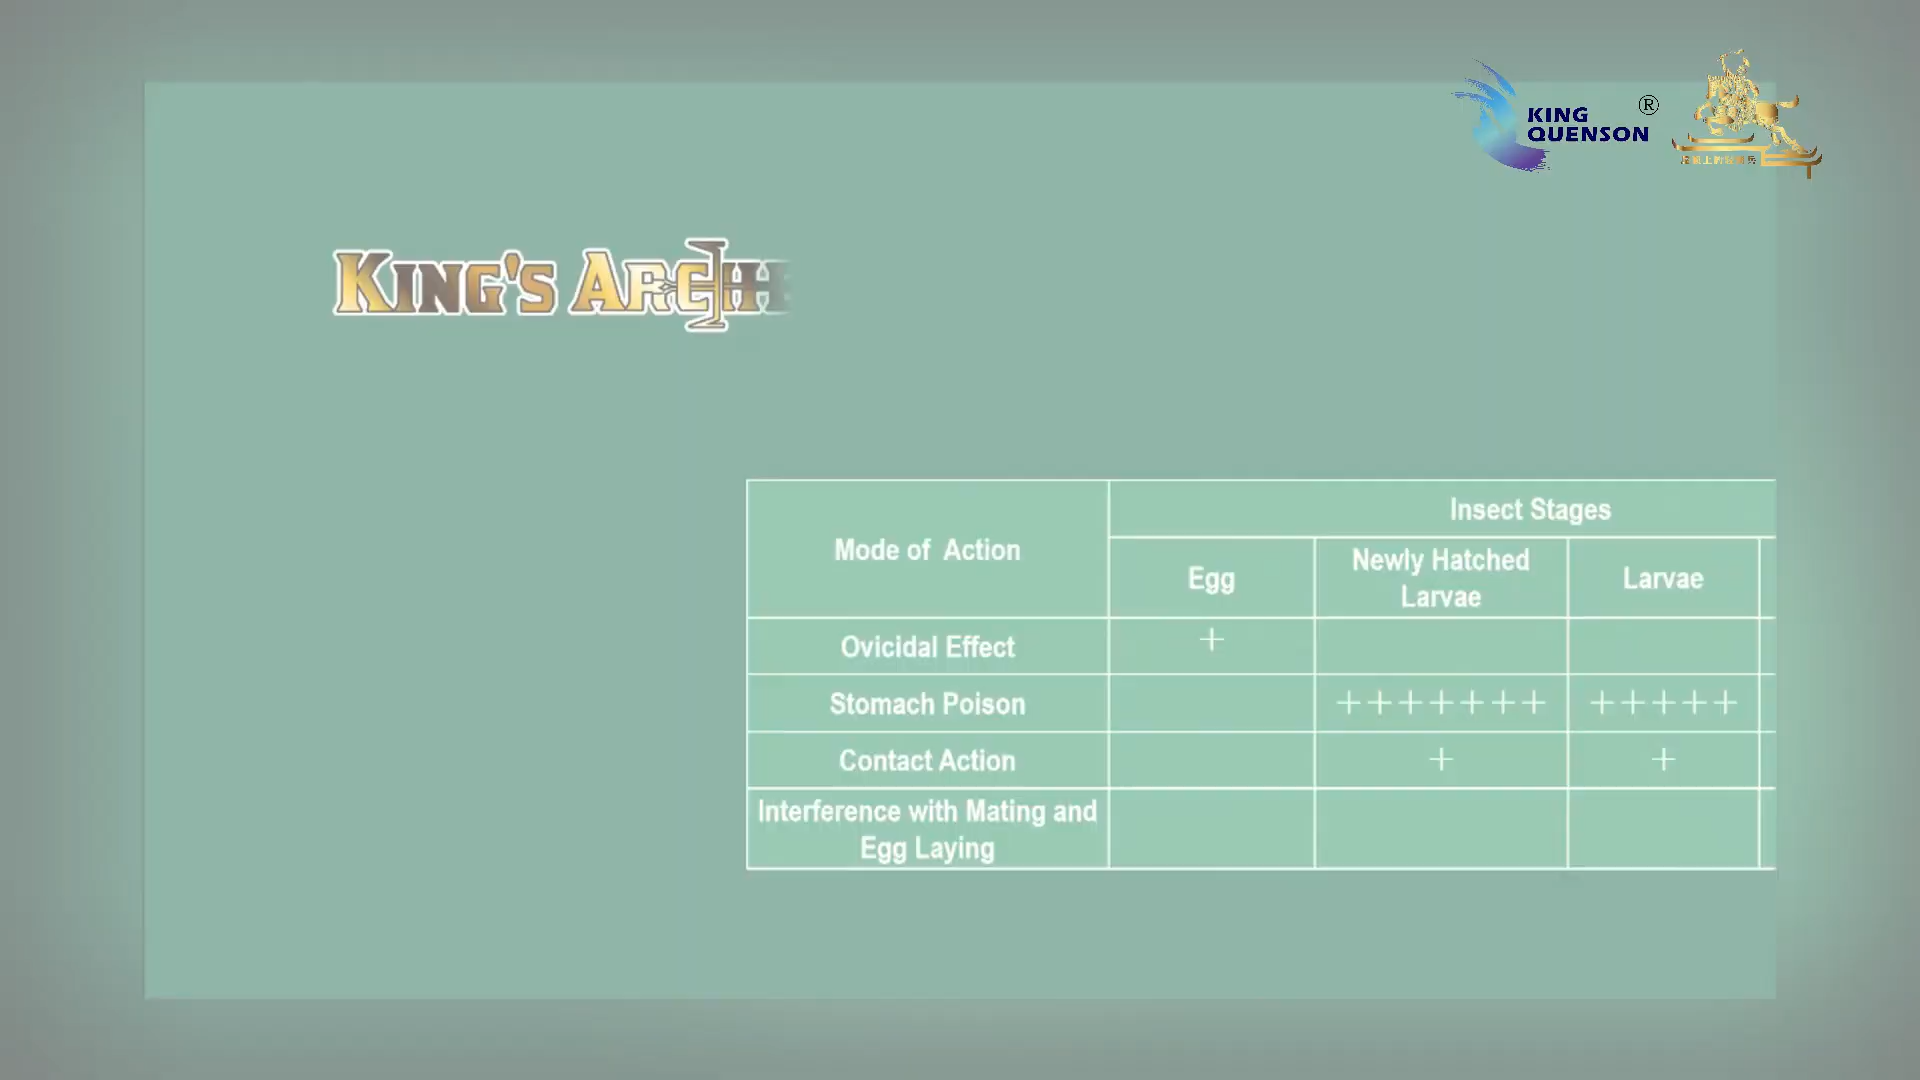 KING ®
QUENSON
KING'S ARCHE
Mode of Action
Insect Stages
Egg
Newly Hatched
Larvae
Larvae
Ovicidal Effect
+
Stomach Poison
+++++++
+++++
Contact Action
+
+
Interference with Mating and
Egg Laying